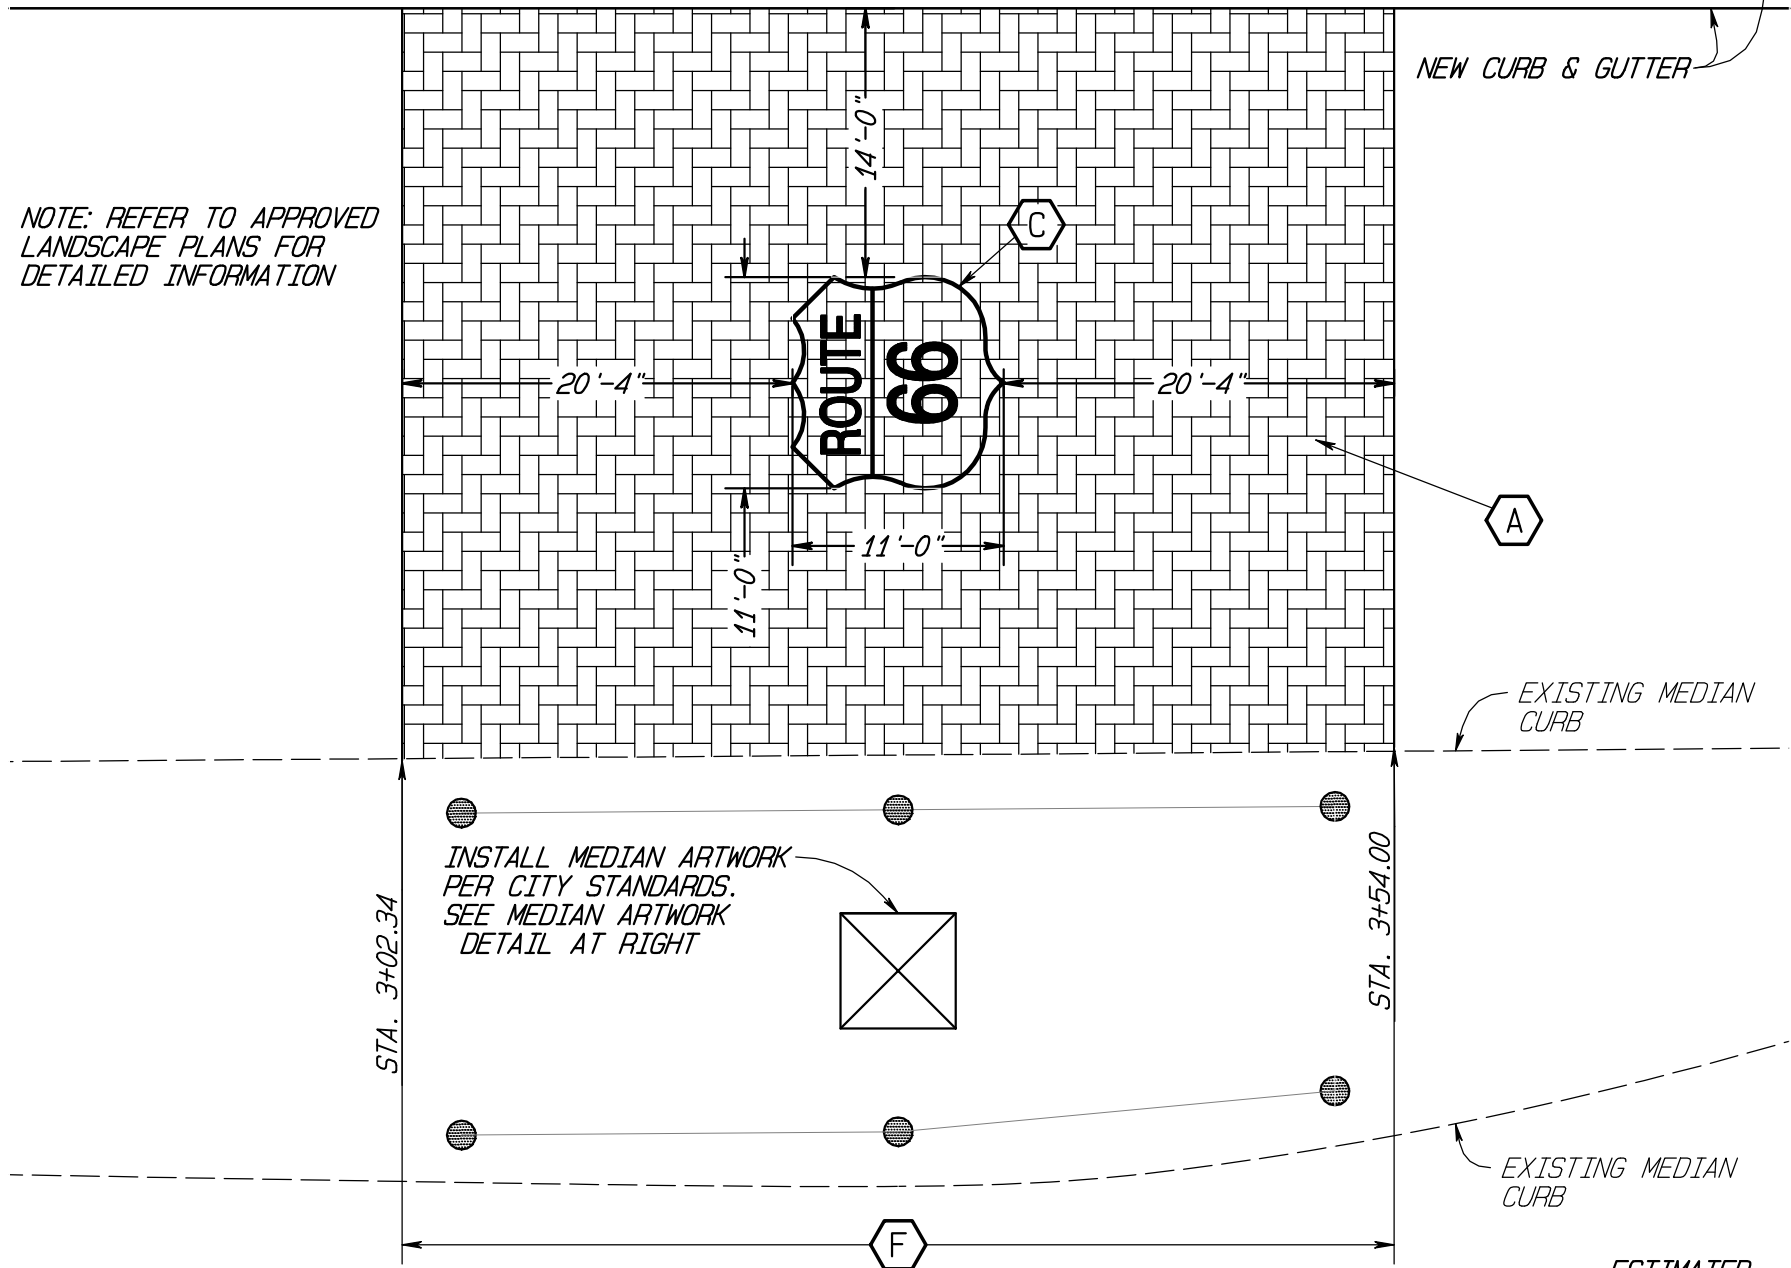 NEW CURB & GUTTER
14'-0"
C
NOTE: REFER TO APPROVED
LANDSCAPE PLANS FOR
DETAILED INFORMATION
ROUTE
66
20'-4"
20'-4"
A
11'-0"
11'-0"
EXISTING MEDIAN
CURB
INSTALL MEDIAN ARTWORK
PER CITY STANDARDS.
SEE MEDIAN ARTWORK
DETAIL AT RIGHT
STA. 3+02.34
STA. 3+54.00
EXISTING MEDIAN
CURB
F
ESTIMATED